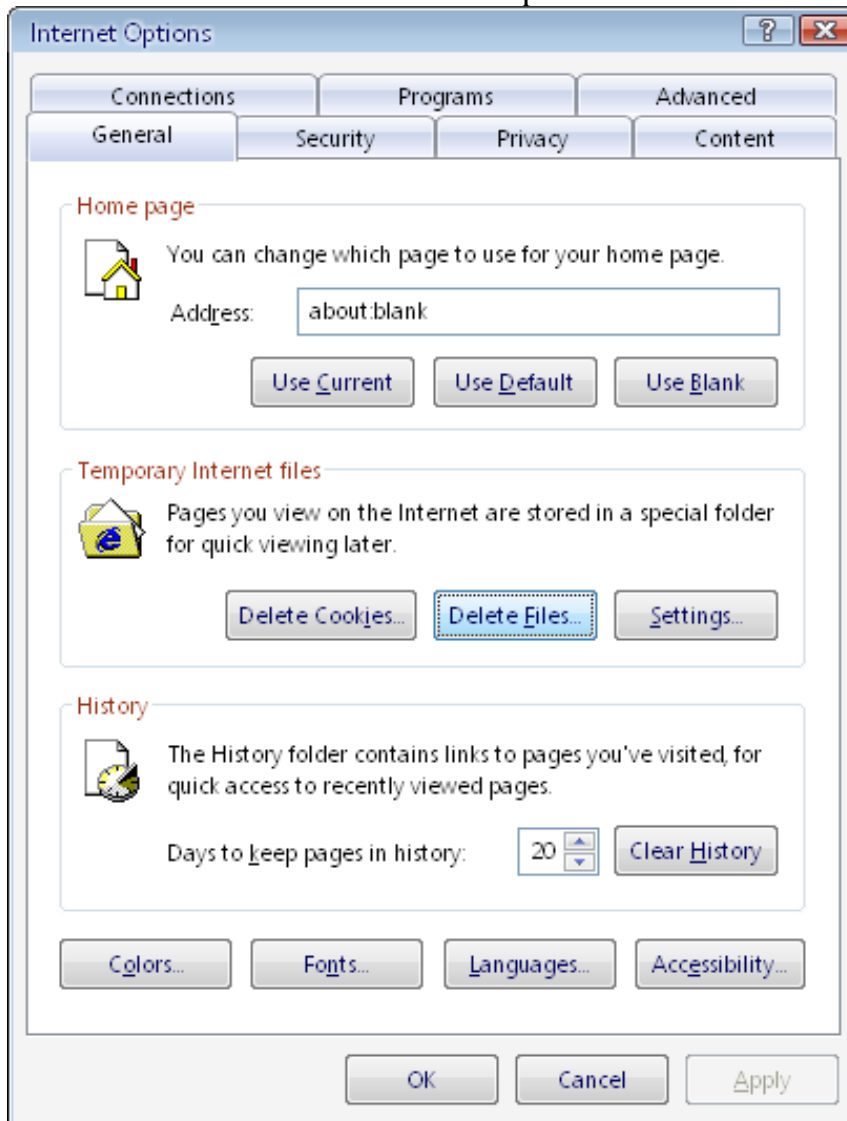 Internet Options
Connections Programs Advanced
General Security Privacy Content
Home page
You can change which page to use for your home page.
Address: about:blank
Use Current Use Default Use Blank
Temporary Internet files
Pages you view on the Internet are stored in a special folder
for quick viewing later.
Delete Cookies... Delete Files... Settings...
History
The History folder contains links to pages you've visited, for
quick access to recently viewed pages.
Days to keep pages in history: 20 Clear History
Colors... Fonts... Languages... Accessibility...
OK Cancel Apply